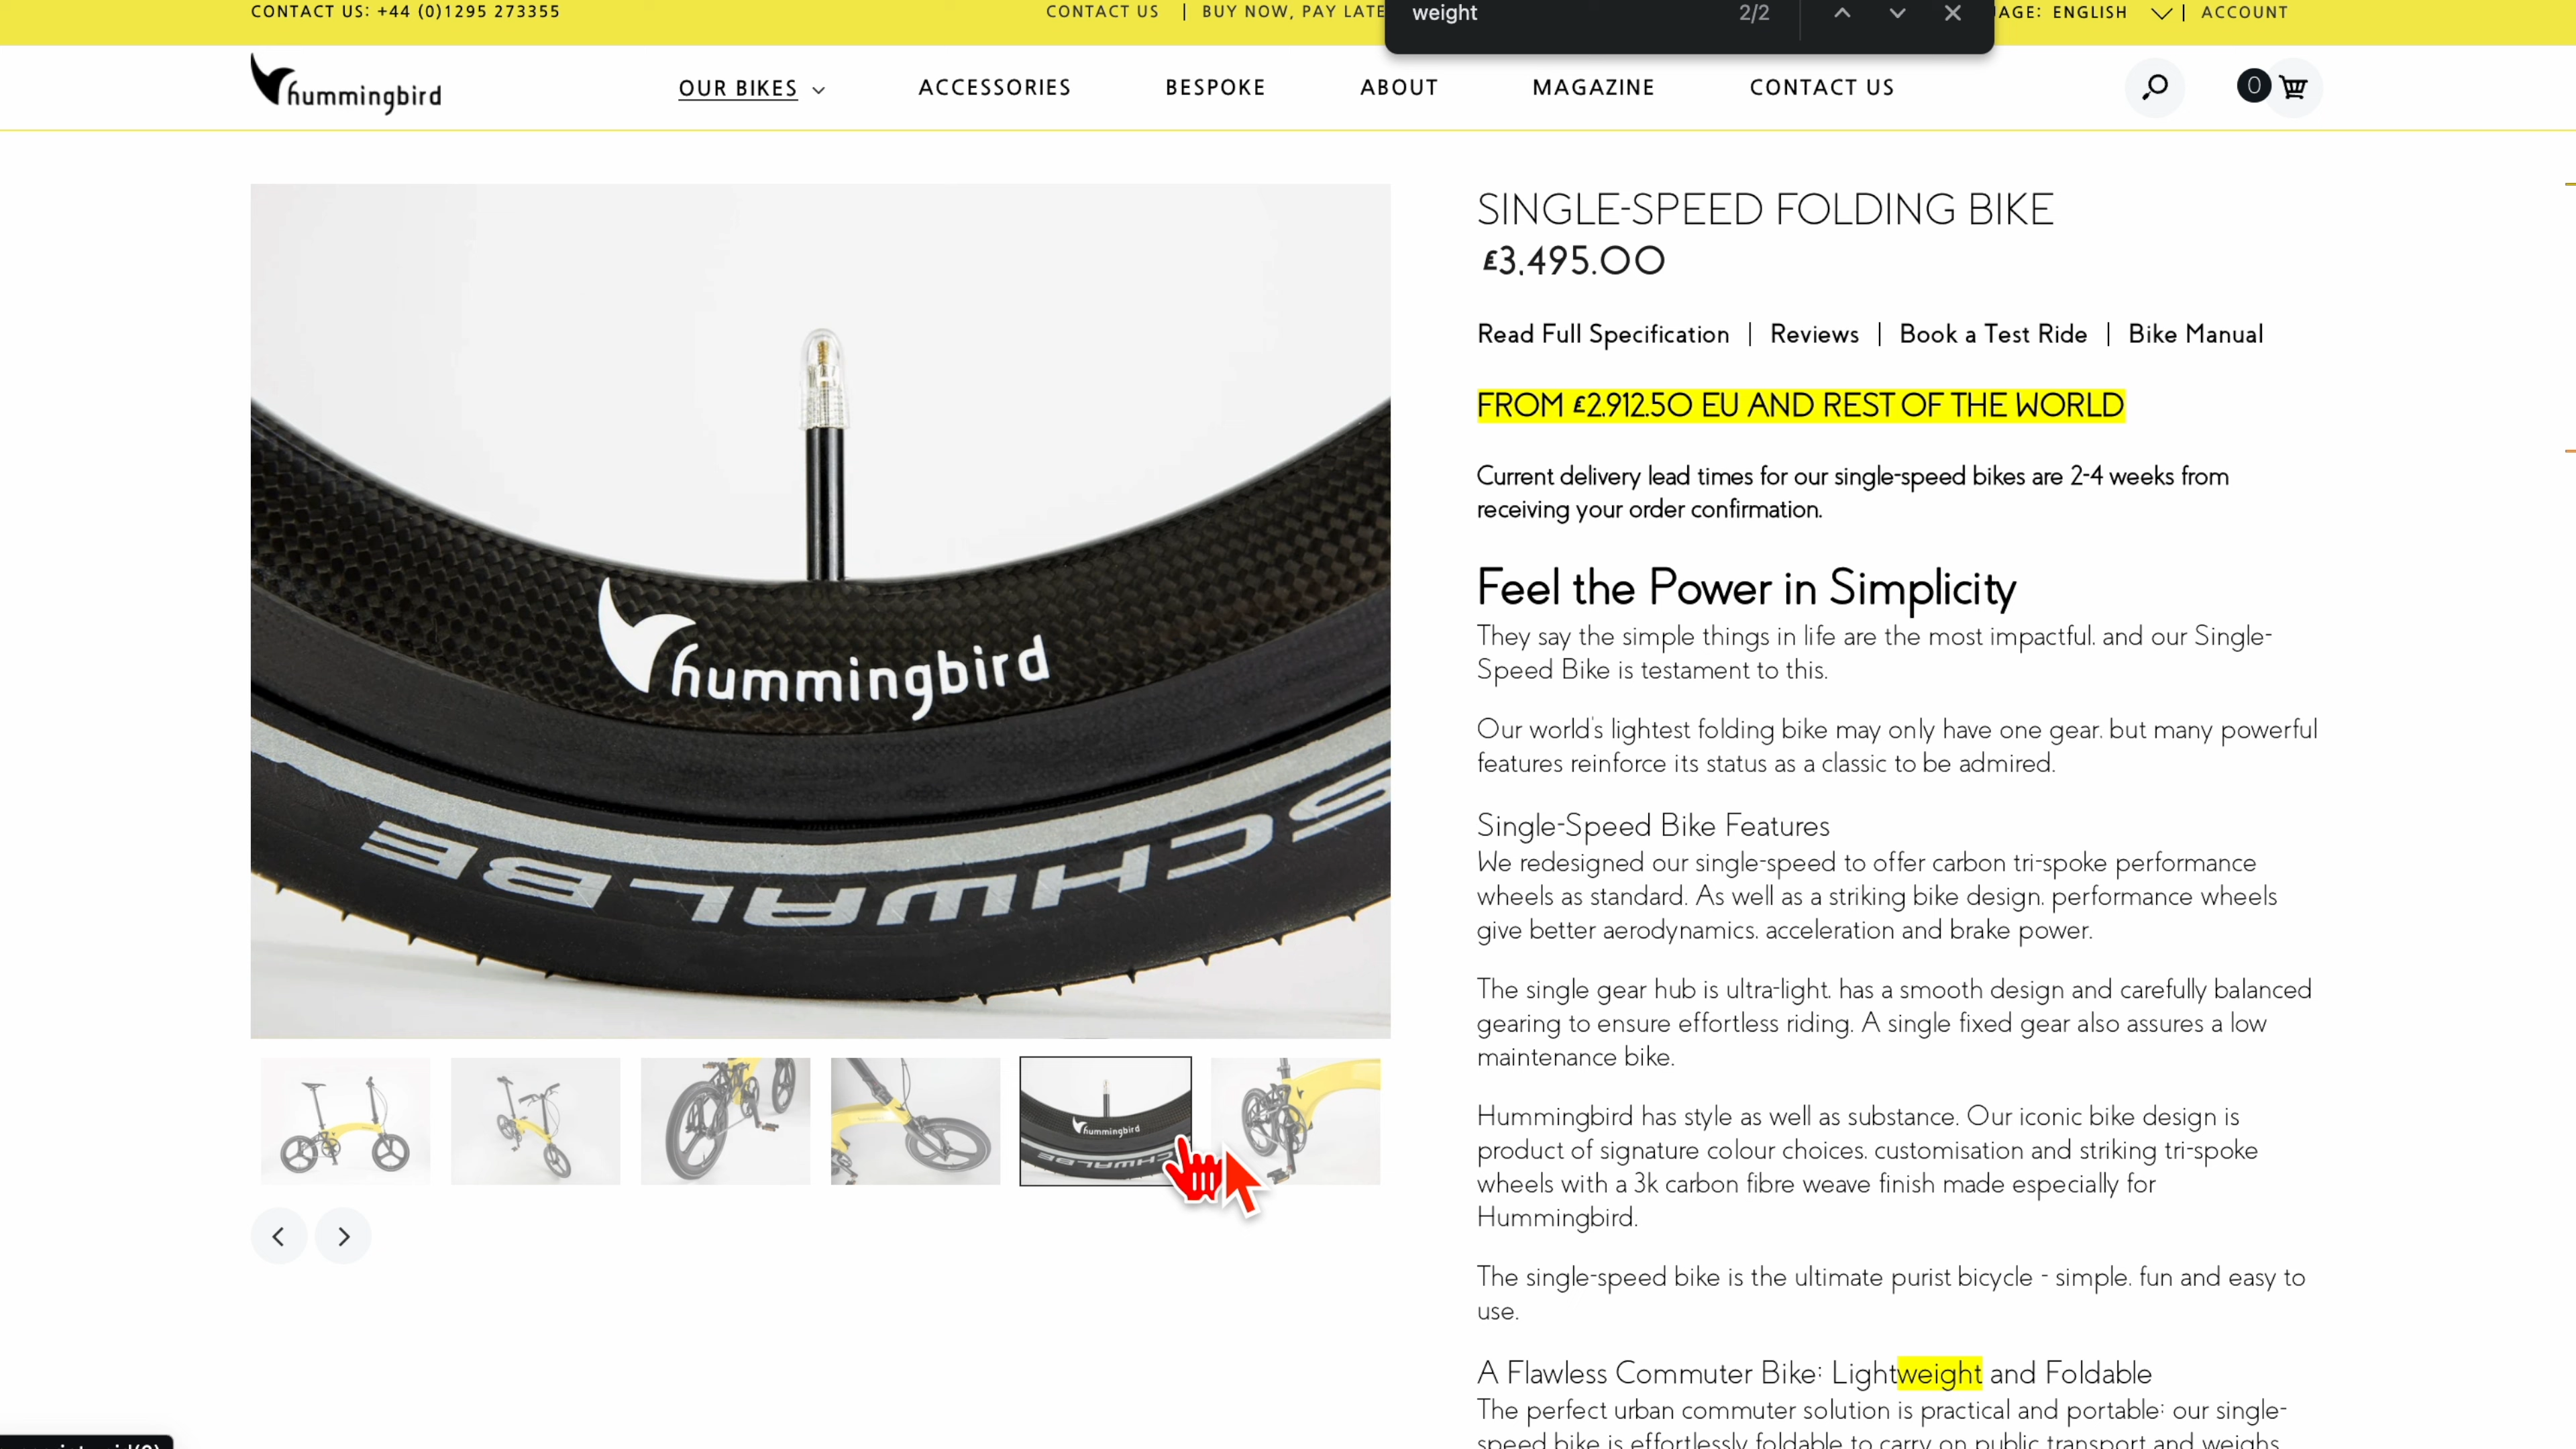 CONTACT US: +44 (0)1295 273355
CONTACT US | BUY NOW, PAY LATE
weight
2/2
AGE: ENGLISH | ACCOUNT
hummingbird
OUR BIKES
ACCESSORIES
BESPOKE
ABOUT
MAGAZINE
CONTACT US
0
SINGLE-SPEED FOLDING BIKE
£3,495.00
Read Full Specification | Reviews | Book a Test Ride | Bike Manual
FROM £2,912.50 EU AND REST OF THE WORLD
Current delivery lead times for our single-speed bikes are 2-4 weeks from
receiving your order confirmation.
Feel the Power in Simplicity
They say the simple things in life are the most impactful, and our Single-
Speed Bike is testament to this.
Our world's lightest folding bike may only have one gear, but many powerful
features reinforce its status as a classic to be admired.
Single-Speed Bike Features
We redesigned our single-speed to offer carbon tri-spoke performance
wheels as standard. As well as a striking bike design, performance wheels
give better aerodynamics, acceleration and brake power.
The single gear hub is ultra-light, has a smooth design and carefully balanced
gearing to ensure effortless riding. A single fixed gear also assures a low
maintenance bike.
Hummingbird has style as well as substance. Our iconic bike design is
product of signature colour choices, customisation and striking tri-spoke
wheels with a 3k carbon fibre weave finish made especially for
Hummingbird.
The single-speed bike is the ultimate purist bicycle - simple, fun and easy to
use.
A Flawless Commuter Bike: Lightweight and Foldable
The perfect urban commuter solution is practical and portable: our single-
speed bike is effortlessly foldable to carry on public transport and weighs
hummingbird
SCHWALBE
hummingbird
SCHWALBE